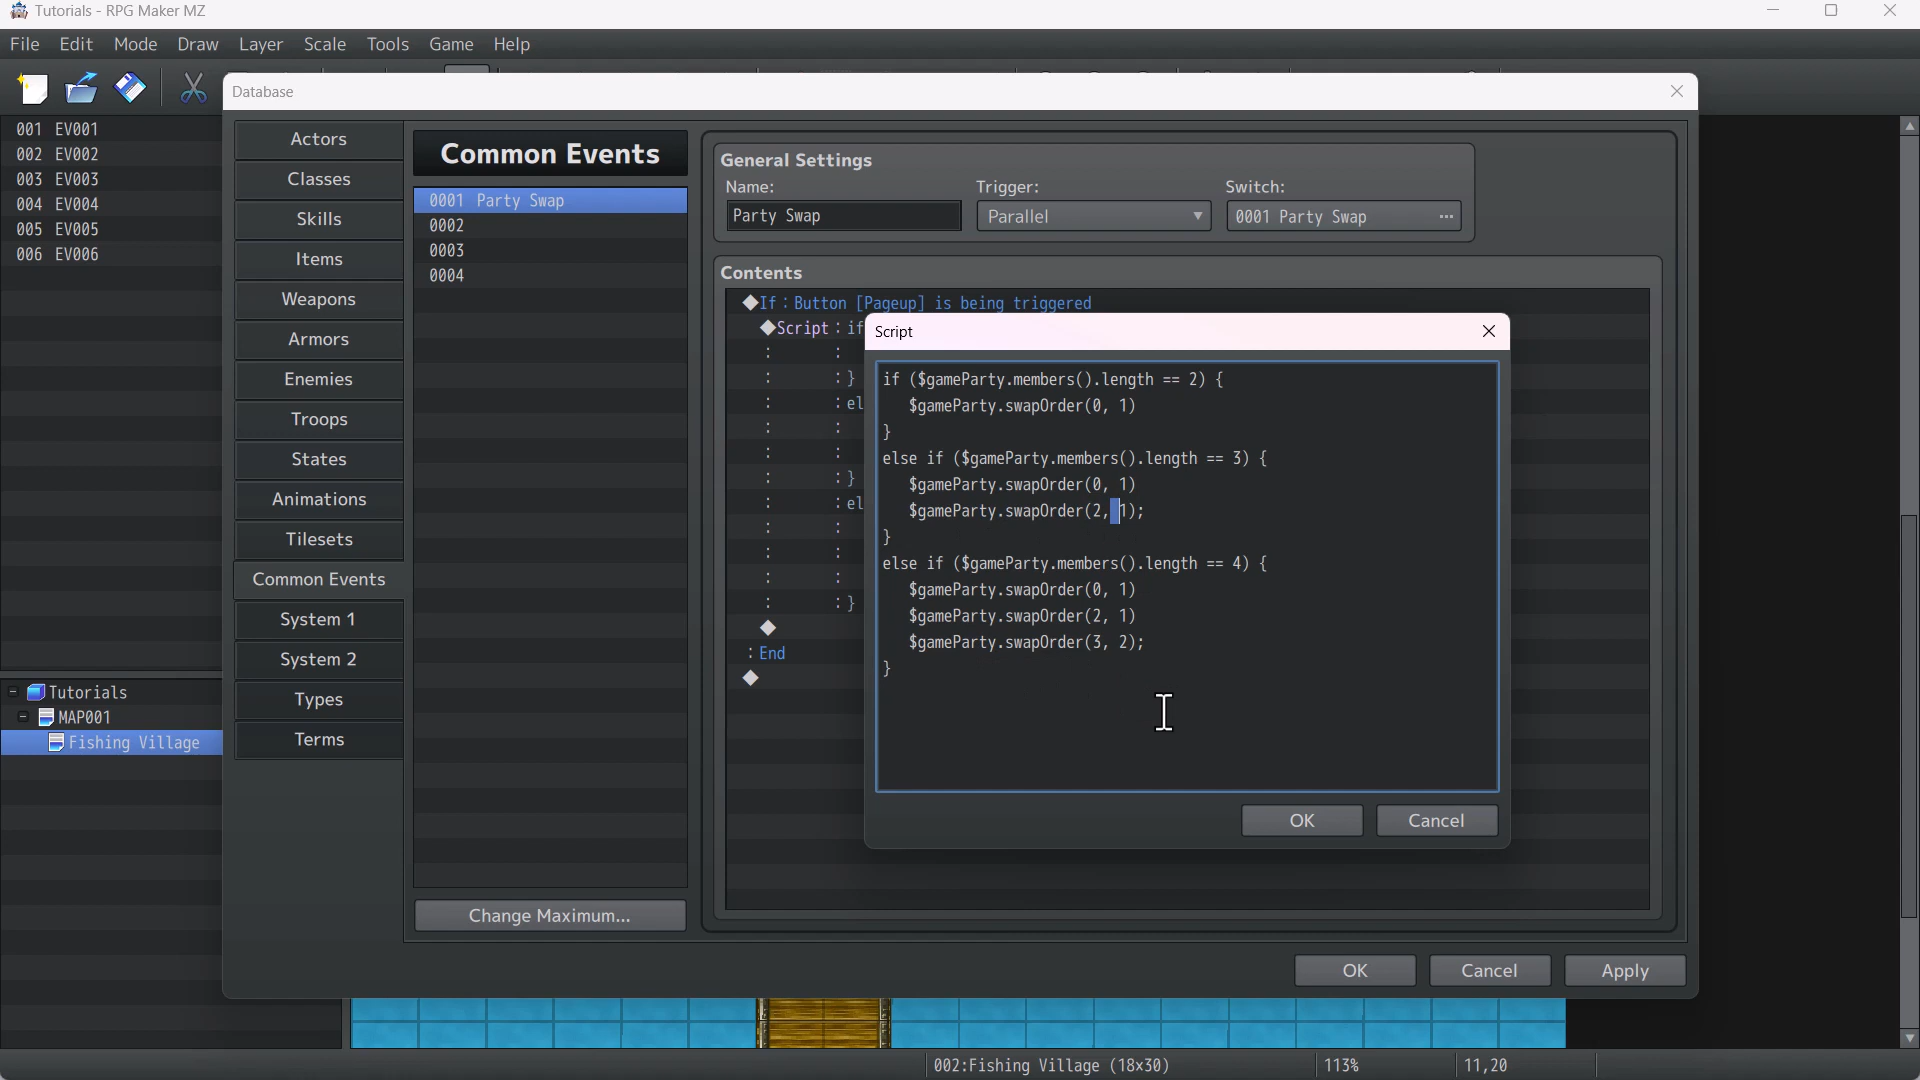 Tutorials - RPG Maker MZ
File Edit Mode Draw Layer Scale Tools Game Help
Database
001 EV001
002 EV002
003 EV003
004 EV004
005 EV005
006 EV006
Tutorials
MAP001
Fishing Village
Actors
Classes
Skills
Items
Weapons
Armors
Enemies
Troops
States
Animations
Tilesets
Common Events
System 1
System 2
Types
Terms
Common Events
0001 Party Swap
0002
0003
0004
Change Maximum...
General Settings
Name: Trigger: Switch:
Party Swap Parallel 0001 Party Swap ...
Contents
◆If : Button [Pageup] is being triggered
◆Script : if
: :
: :}
: :el
: :
: :
: :}
: :el
: :
: :
: :
: :}
◆
: End
◆
Script
if ($gameParty.members().length == 2) {
$gameParty.swapOrder(0, 1)
}
else if ($gameParty.members().length == 3) {
$gameParty.swapOrder(0, 1)
$gameParty.swapOrder(2, 1);
}
else if ($gameParty.members().length == 4) {
$gameParty.swapOrder(0, 1)
$gameParty.swapOrder(2, 1)
$gameParty.swapOrder(3, 2);
}
OK Cancel
OK Cancel Apply
002:Fishing Village (18x30) 113% 11,20